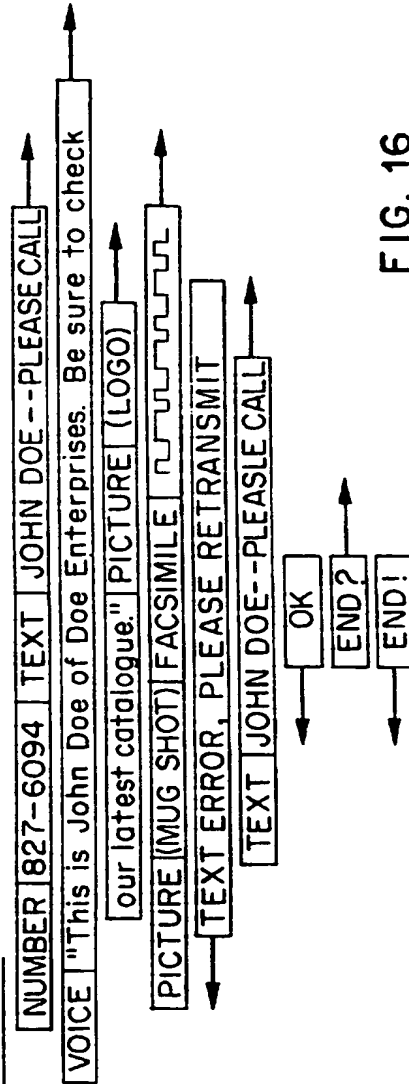 NUMBER 827-6094 TEXT JOHN DOE--PLEASE CALL
VOICE "This is John Doe of Doe Enterprises. Be sure to check
our latest catalogue." PICTURE (LOGO)
PICTURE (MUG SHOT) FACSIMILE
TEXT ERROR, PLEASE RETRANSMIT
TEXT JOHN DOE--PLEASLE CALL
OK
END?
END!
FIG. 16